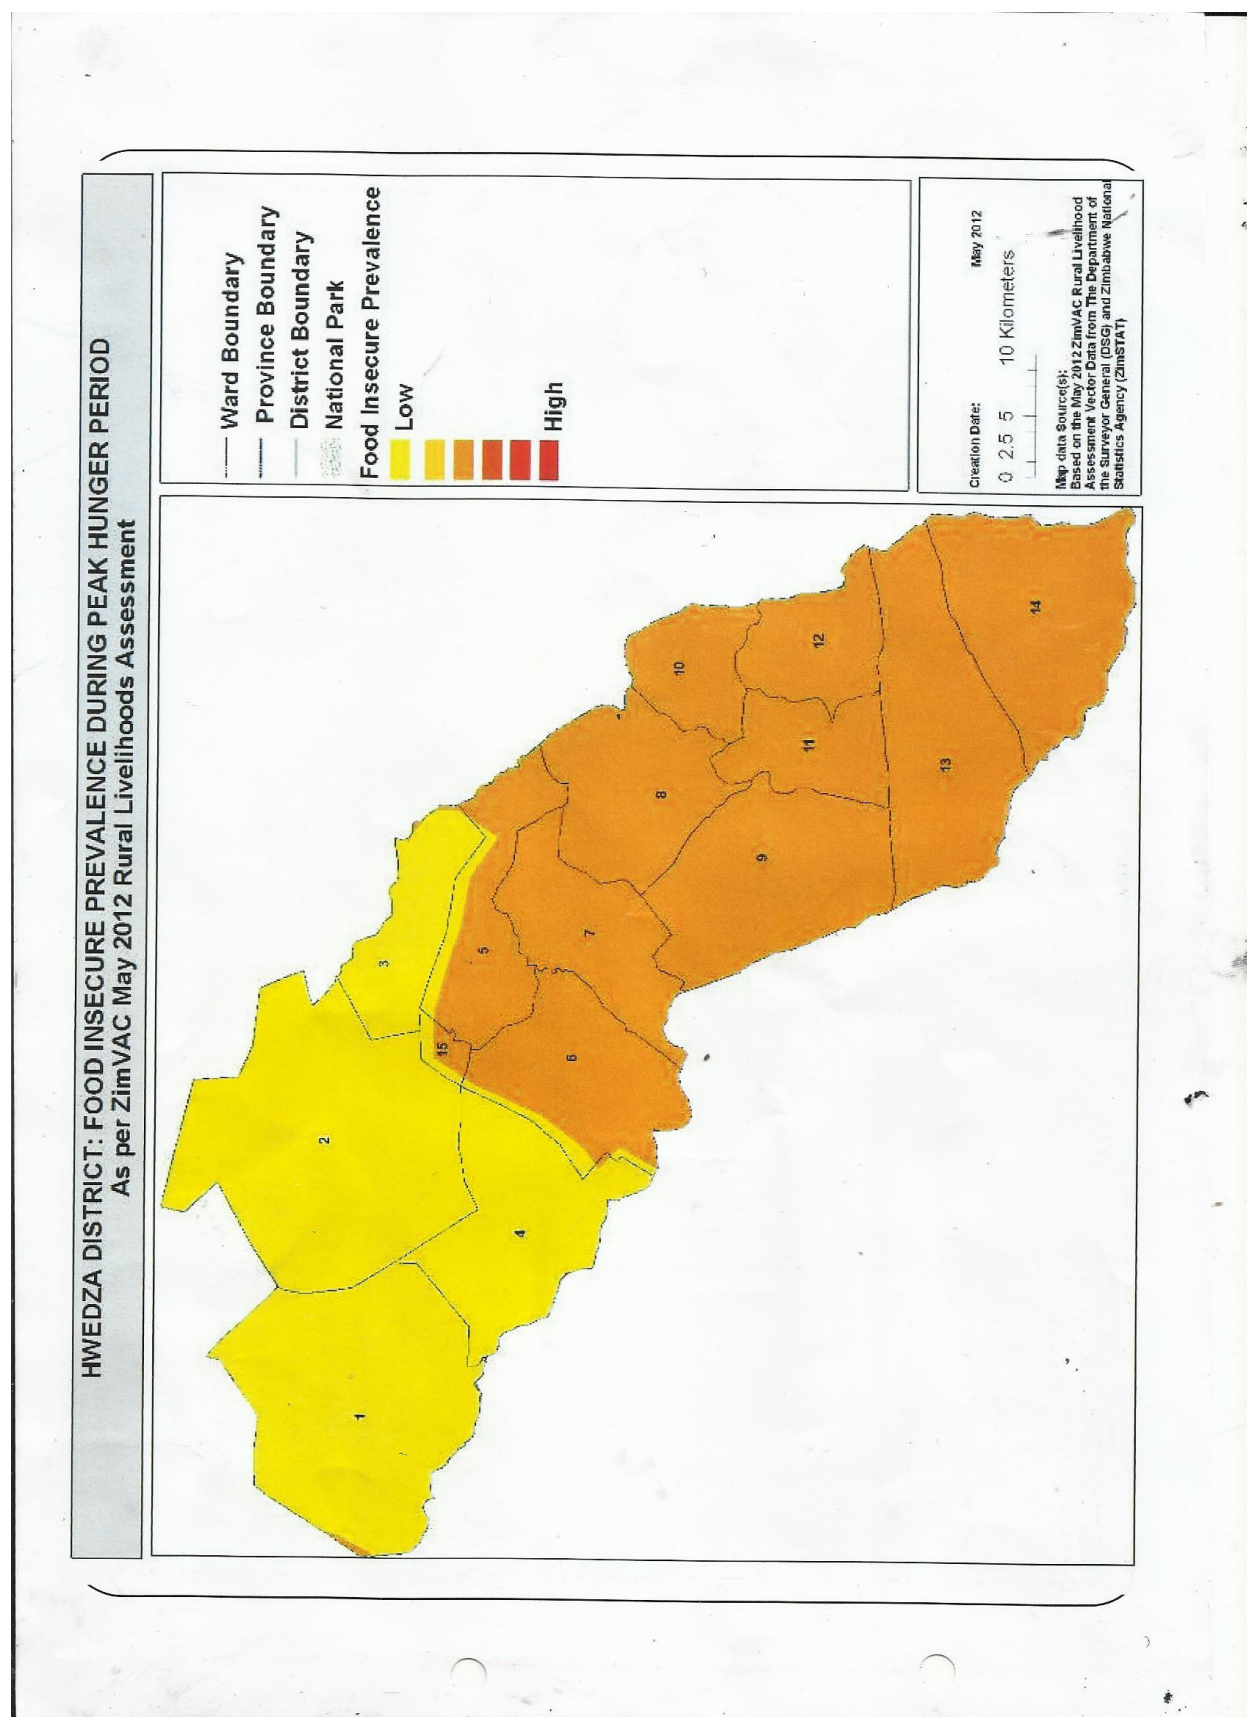 HWEDZA DISTRICT: FOOD INSECURE PREVALENCE DURING PEAK HUNGER PERIOD
As per ZimVAC May 2012 Rural Livelihoods Assessment
Ward Boundary
Province Boundary
District Boundary
National Park
Food Insecure Prevalence
Low
High
Creation Date: May 2012
0 2.5 5 10 Kilometers
Map data Source(s):
Based on the May 2012 ZimVAC Rural Livelihood
Assessment Vector Data from The Department of
the Surveyor General (DSG) and Zimbabwe National
Statistics Agency (ZimSTAT)
1
2
3
4
15
5
6
7
8
9
10
11
12
13
14